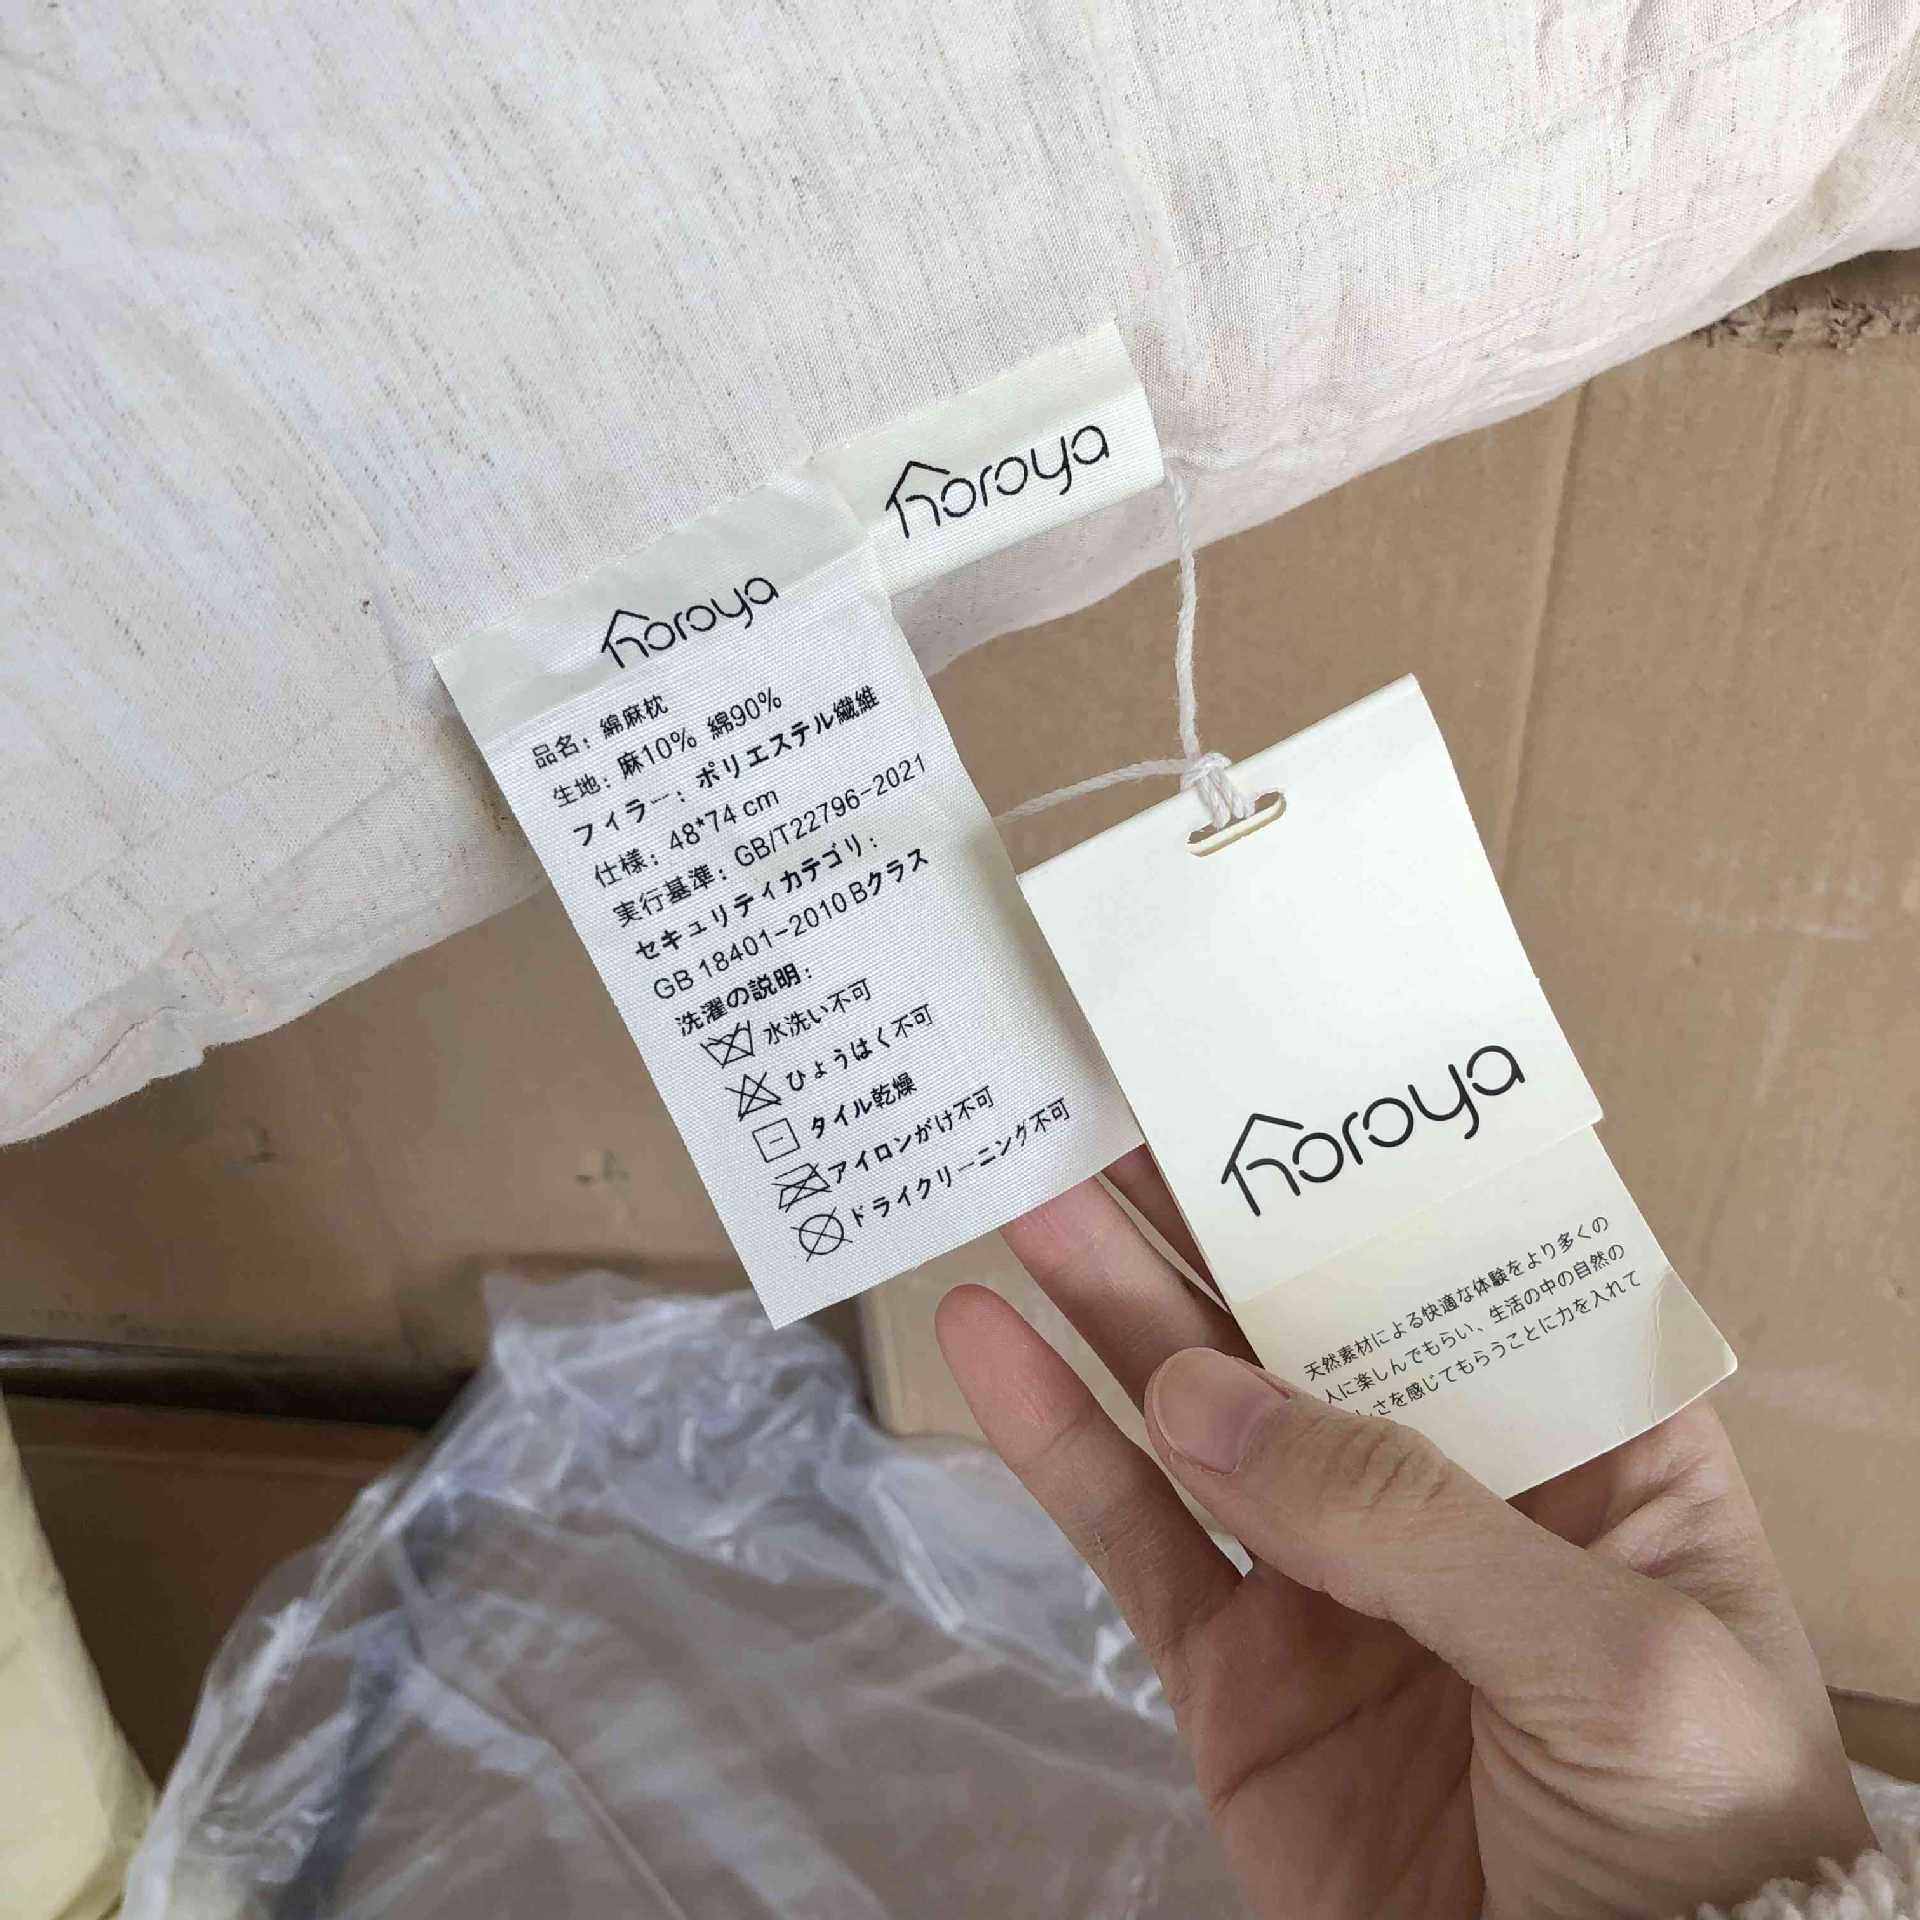 horoya
horoya
品名：綿麻枕
生地：麻10% 綿90%
フィラー：ポリエステル繊維
仕様：48*74 cm
実行基準：GB/T22796-2021
セキュリティカテゴリ：
GB 18401-2010 Bクラス
洗濯の説明：
水洗い不可
ひょうはく不可
タイル乾燥
アイロンがけ不可
ドライクリーニング不可
horoya
天然素材による快適な体験をより多くの
人に楽しんでもらい、生活の中の自然の
しさを感じてもらうことに力を入れて